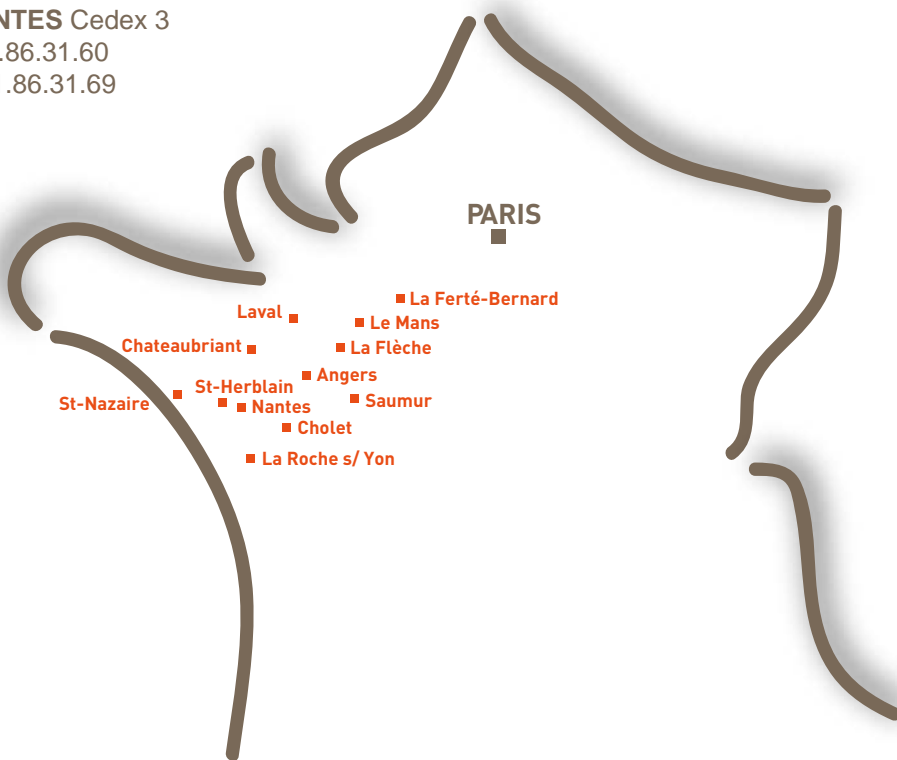 NTES Cedex 3
.86.31.60
.86.31.69
PARIS
La Ferté-Bernard
Laval
Le Mans
Chateaubriant
La Flèche
Angers
St-Herblain
St-Nazaire
Nantes
Saumur
Cholet
La Roche s/ Yon